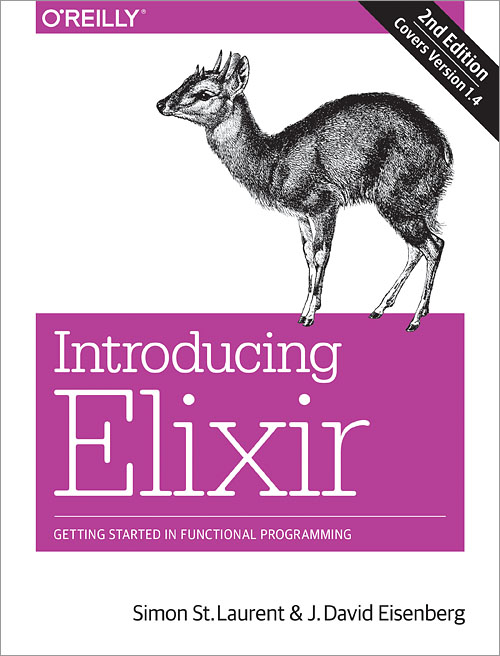 O'REILLY®
2nd Edition
Covers Version 1.4
Introducing
Elixir
GETTING STARTED IN FUNCTIONAL PROGRAMMING
Simon St. Laurent & J. David Eisenberg